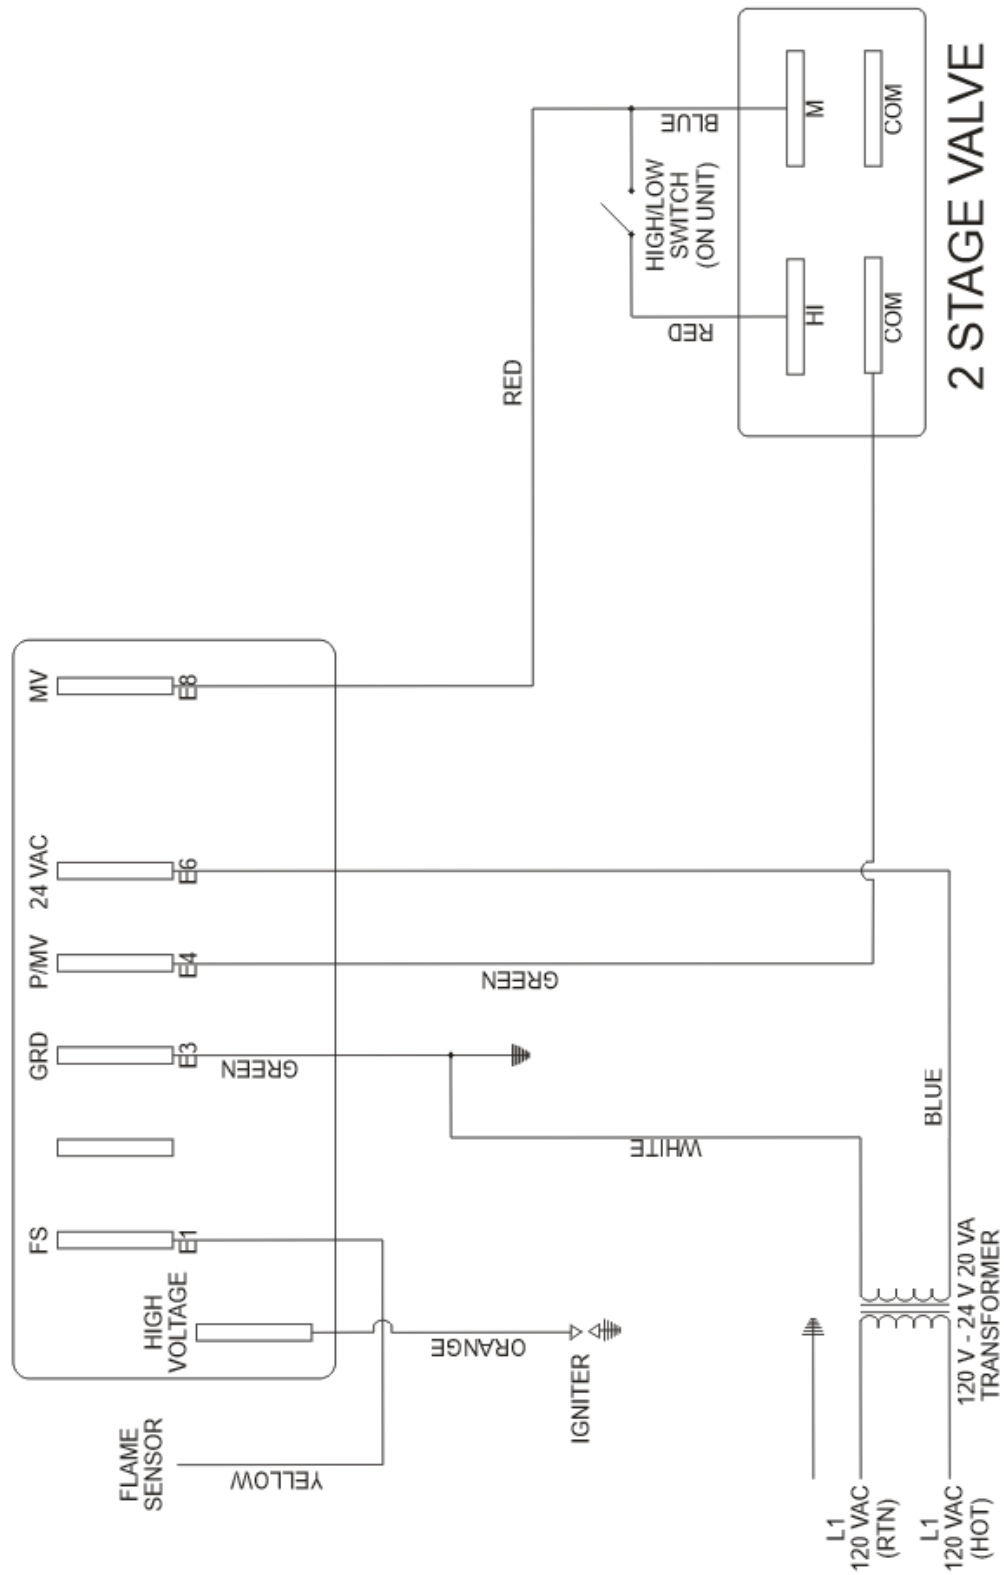 FLAME
SENSOR
YELLOW
HIGH
VOLTAGE
ORANGE
IGNITER
FS
E1
GRD
E3
GREEN
P/MV
E4
GREEN
24 VAC
E6
MV
E8
RED
WHITE
BLUE
L1
120 VAC
(RTN)
L1
120 VAC
(HOT)
120 V - 24 V 20 VA
TRANSFORMER
BLUE
RED
HIGH/LOW
SWITCH
(ON UNIT)
HI
M
COM
COM
2 STAGE VALVE